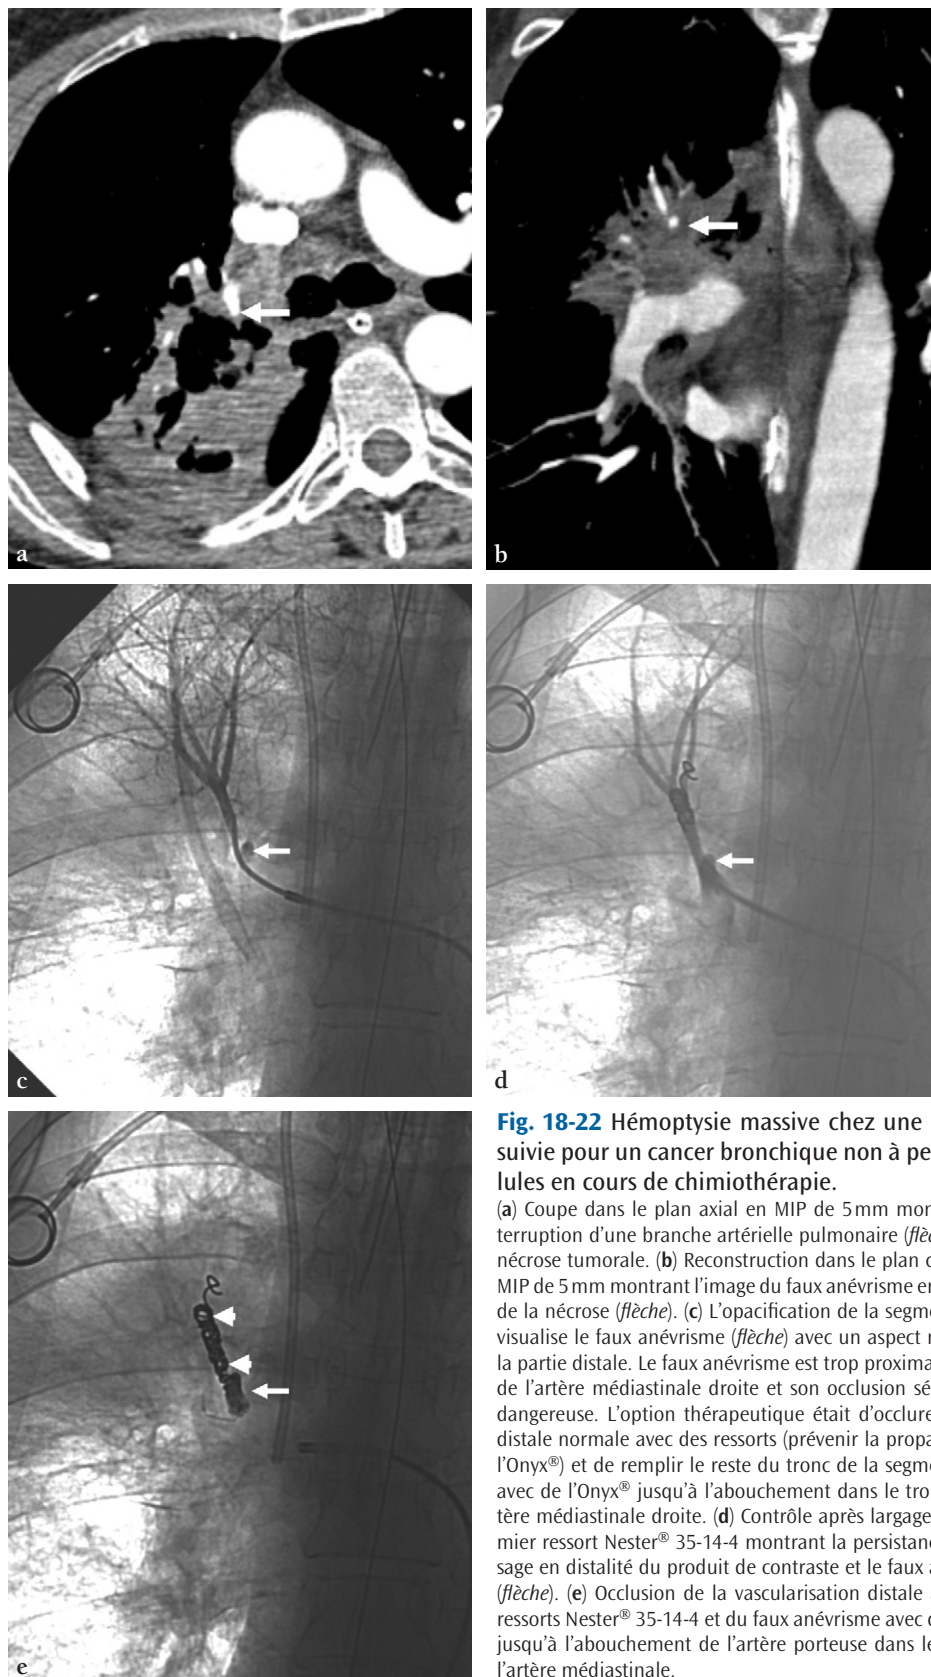 a
b
c
d
Fig. 18-22 Hémoptysie massive chez une
suivie pour un cancer bronchique non à pe
lules en cours de chimiothérapie.
(a) Coupe dans le plan axial en MIP de 5 mm mon
terruption d'une branche artérielle pulmonaire (flè
nécrose tumorale. (b) Reconstruction dans le plan
MIP de 5 mm montrant l'image du faux anévrisme en
de la nécrose (flèche). (c) L'opacification de la segme
visualise le faux anévrisme (flèche) avec un aspect
la partie distale. Le faux anévrisme est trop proxima
de l'artère médiastinale droite et son occlusion sé
dangereuse. L'option thérapeutique était d'occlure
distale normale avec des ressorts (prévenir la propa
l'Onyx®) et de remplir le reste du tronc de la segme
avec de l'Onyx® jusqu'à l'abouchement dans le tro
tère médiastinale droite. (d) Contrôle après largage
mier ressort Nester® 35-14-4 montrant la persistan
sage en distalité du produit de contraste et le faux a
(flèche). (e) Occlusion de la vascularisation distale
ressorts Nester® 35-14-4 et du faux anévrisme avec
jusqu'à l'abouchement de l'artère porteuse dans le
l'artère médiastinale.
e